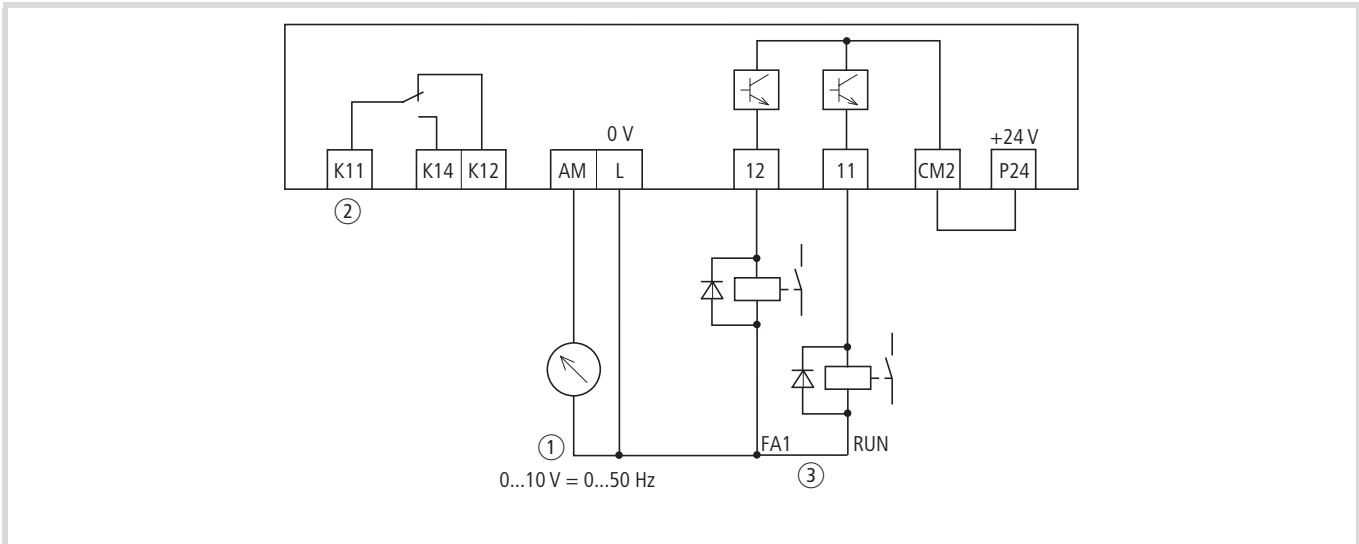 0 V
+24 V
K11 K14 K12 AM L 12 11 CM2 P24
2
1
FA1 RUN
3
0...10 V = 0...50 Hz